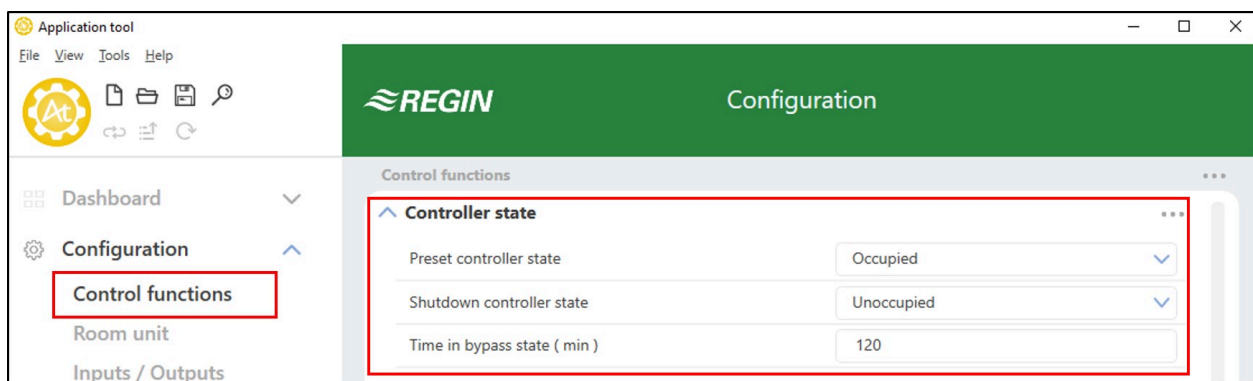 Application tool
File View Tools Help
At
REGIN
Configuration
Dashboard
Configuration
Control functions
Room unit
Inputs / Outputs
Control functions
Controller state
Preset controller state Occupied
Shutdown controller state Unoccupied
Time in bypass state ( min ) 120